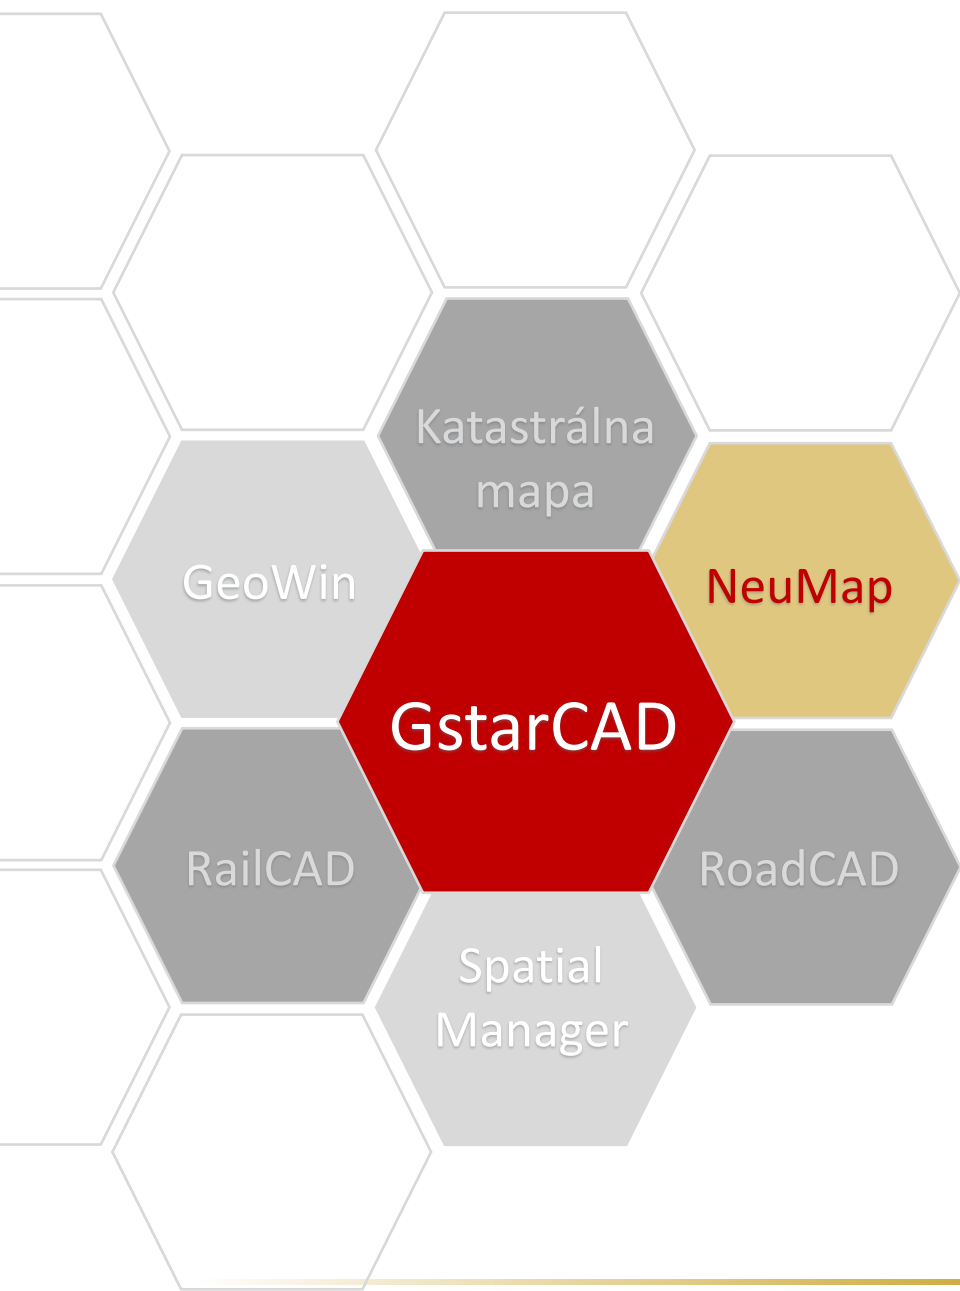 Katastrálna
mapa
GeoWin
NeuMap
GstarCAD
RailCAD
RoadCAD
Spatial
Manager